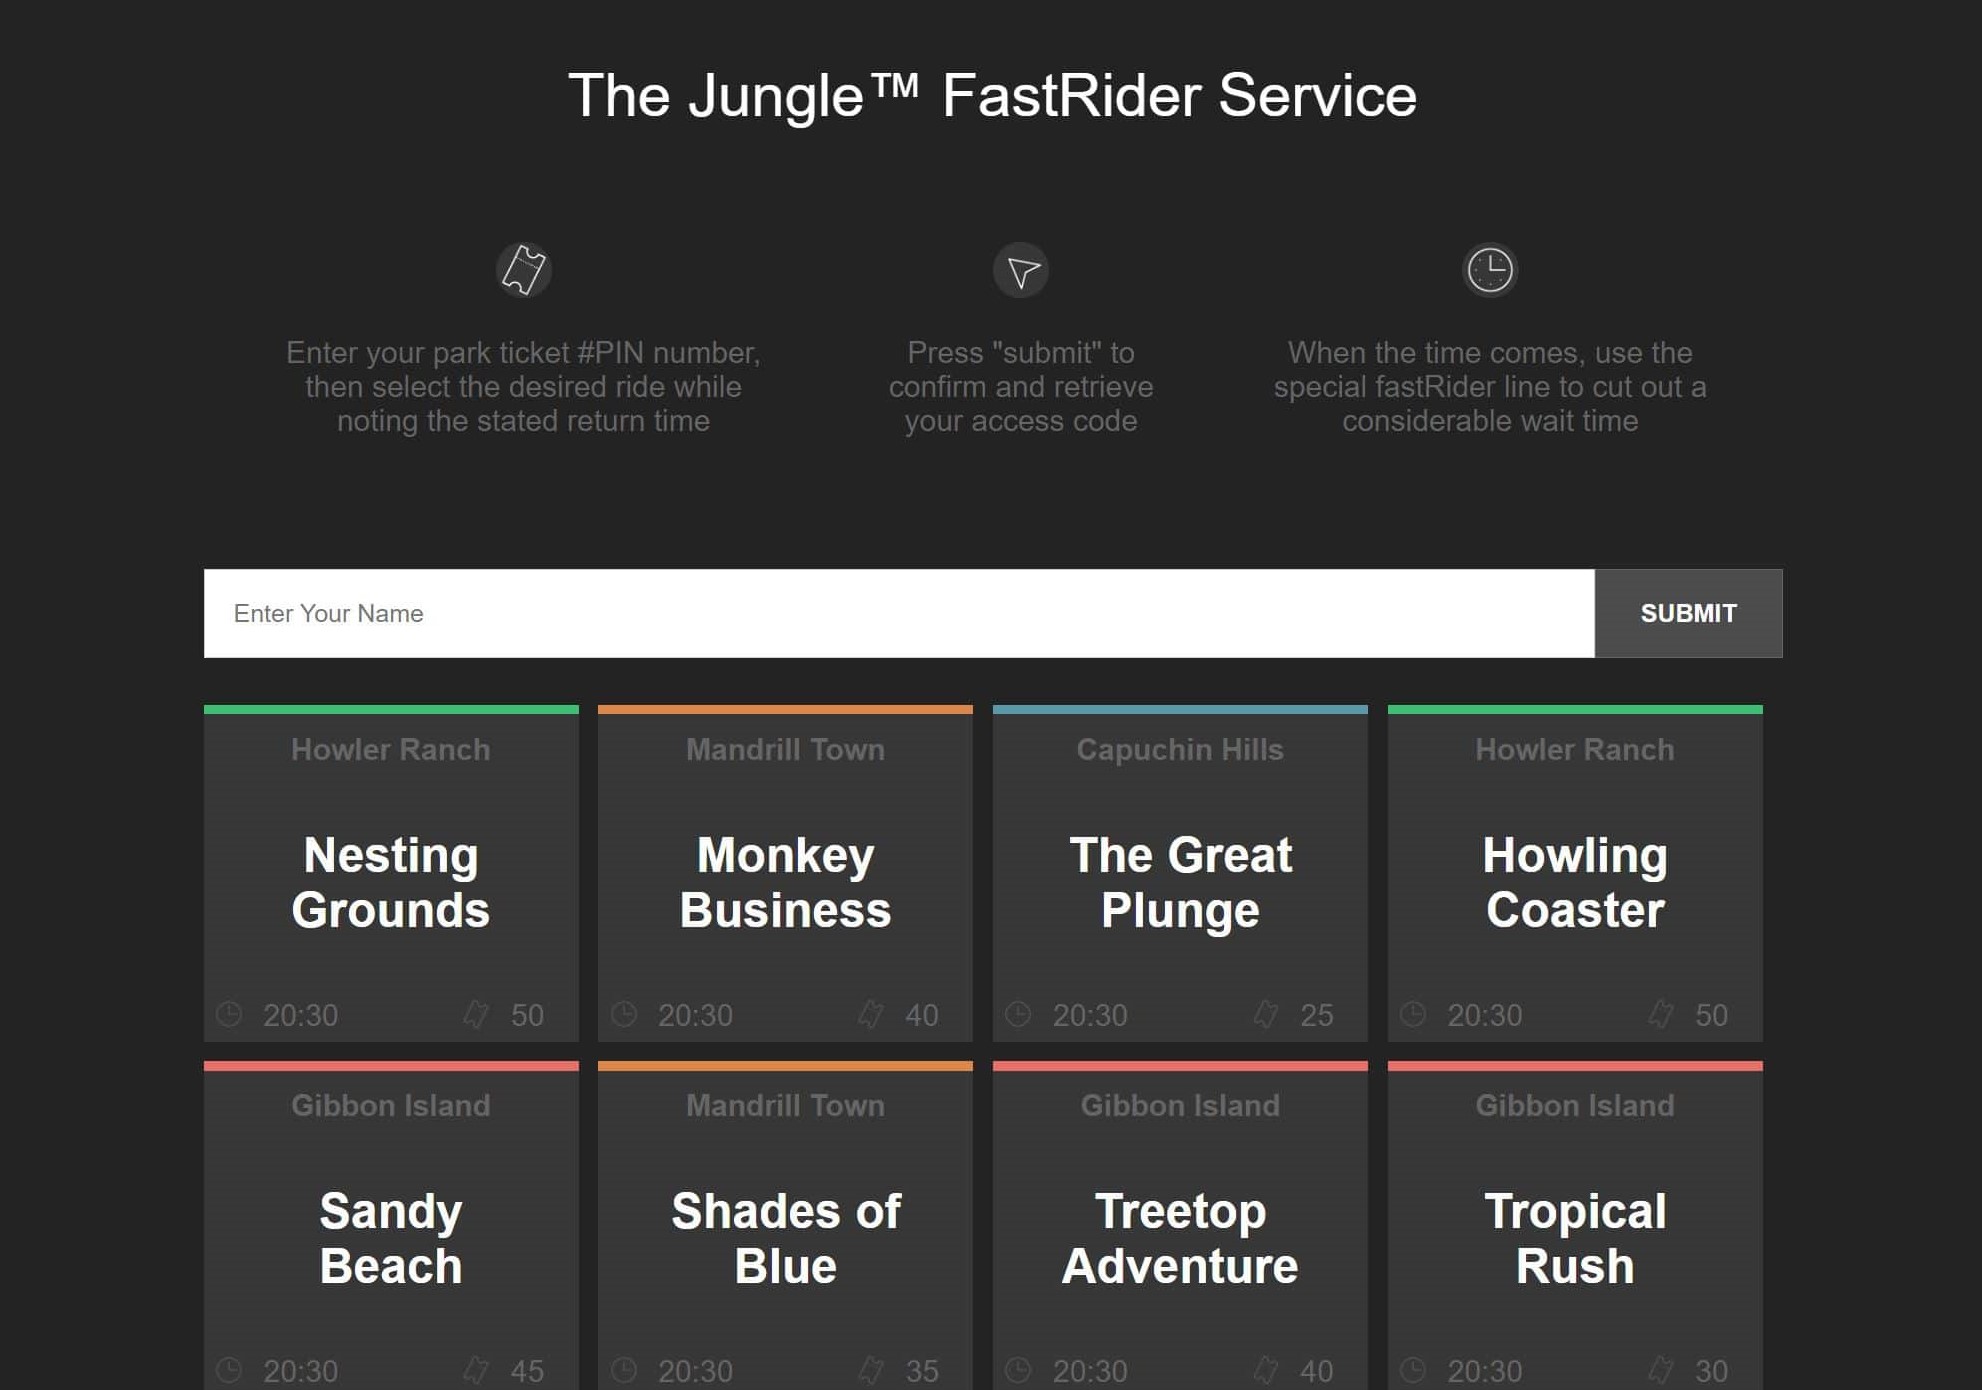 The Jungle™ FastRider Service
Enter your park ticket #PIN number,
then select the desired ride while
noting the stated return time
Press "submit" to
confirm and retrieve
your access code
When the time comes, use the
special fastRider line to cut out a
considerable wait time
Enter Your Name
SUBMIT
Howler Ranch
Nesting
Grounds
20:30 50
Mandrill Town
Monkey
Business
20:30 40
Capuchin Hills
The Great
Plunge
20:30 25
Howler Ranch
Howling
Coaster
20:30 50
Gibbon Island
Sandy
Beach
20:30 45
Mandrill Town
Shades of
Blue
20:30 35
Gibbon Island
Treetop
Adventure
20:30 40
Gibbon Island
Tropical
Rush
20:30 30